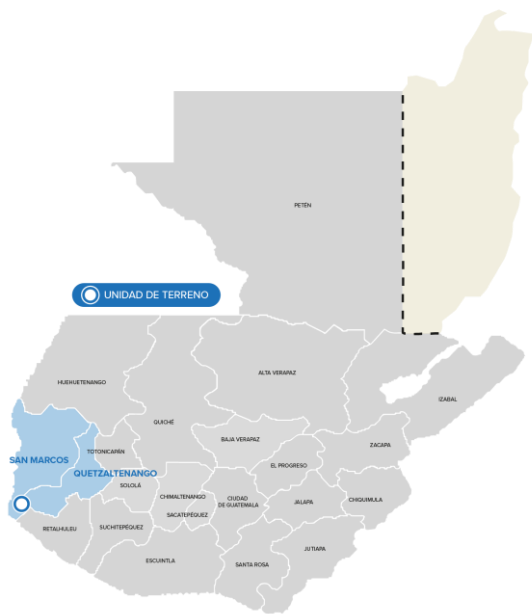 PETÉN
UNIDAD DE TERRENO
HUEHUETENANGO
ALTA VERAPAZ
IZABAL
QUICHÉ
BAJA VERAPAZ
ZACAPA
TOTONICAPÁN
SAN MARCOS
EL PROGRESO
QUETZALTENANGO
SOLOLÁ
CHIMALTENANGO
CIUDAD
DE GUATEMALA
JALAPA
CHIQUIMULA
SACATEPÉQUEZ
RETALHULEU
SUCHITEPÉQUEZ
JUTIAPA
ESCUINTLA
SANTA ROSA